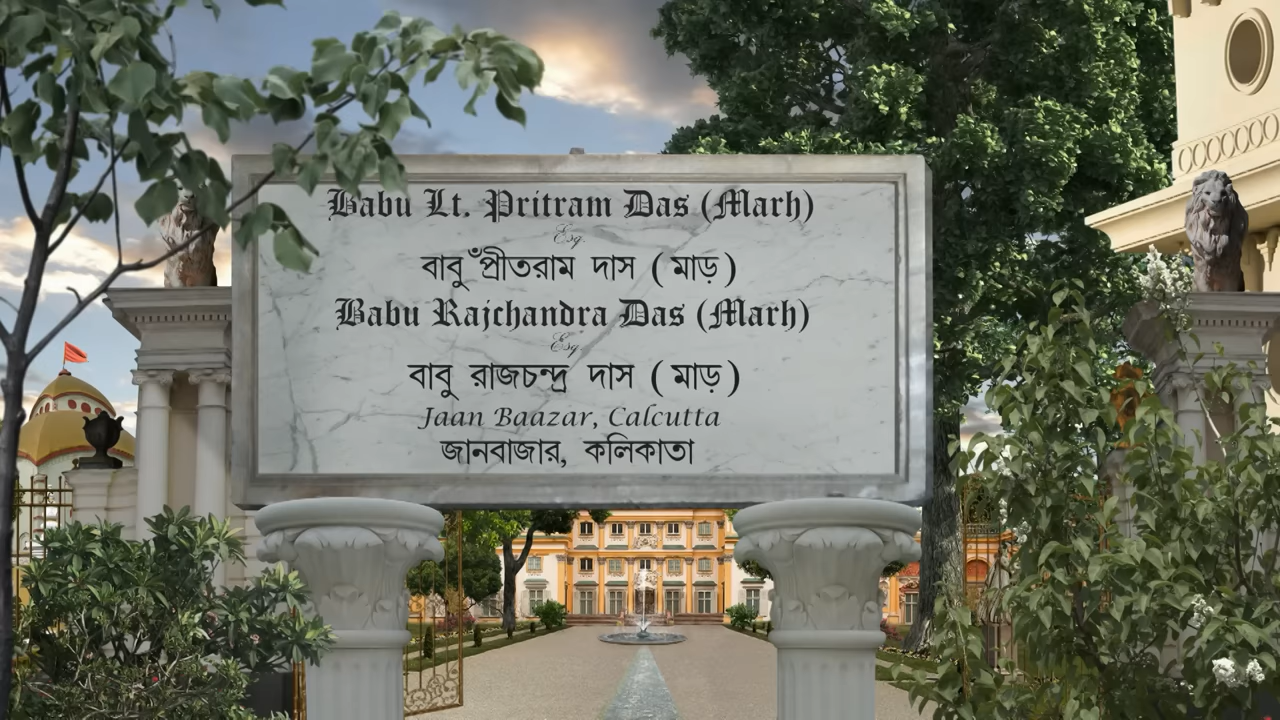 Babu Lt. Pritram Das (Marh)
Esq.
বাবু ঁপ্রীতরাম দাস (মাড়)
Babu Rajchandra Das (Marh)
Esq.
বাবু রাজচন্দ্র দাস (মাড়)
Jaan Baazar, Calcutta
জানবাজার, কলিকাতা